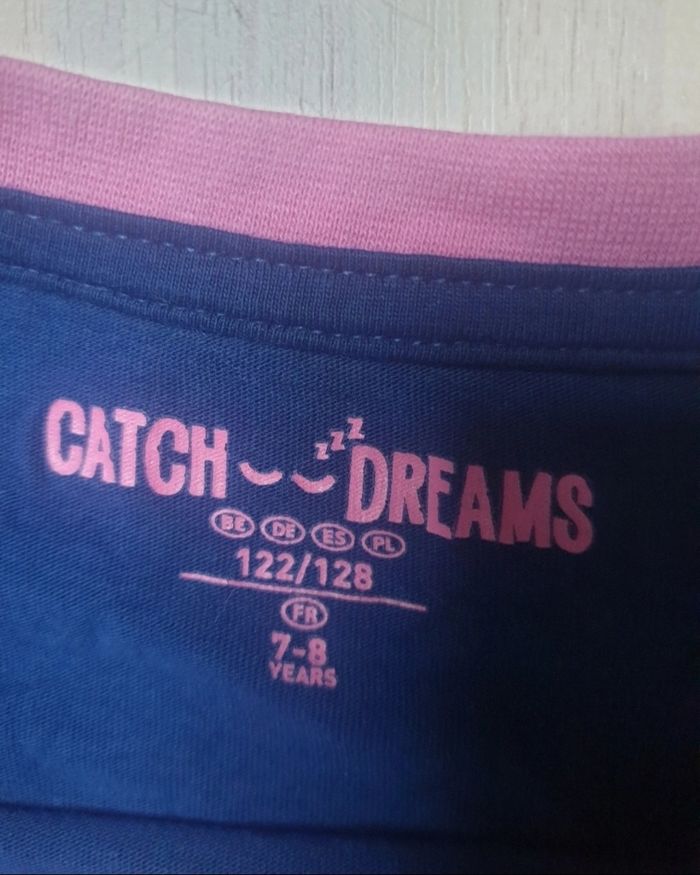 CATCH zzz DREAMS
BE DE ES PL
122/128
FR
7-8
YEARS